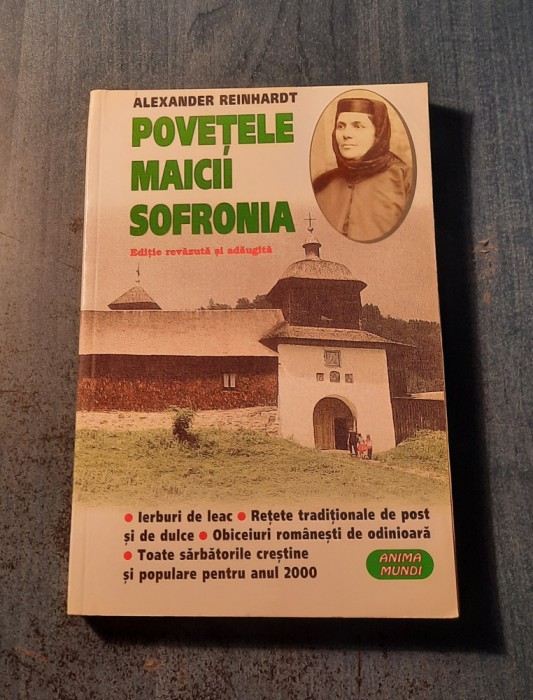 ALEXANDER REINHARDT
POVEȚELE
MAICII
SOFRONIA
Ediție revăzută și adăugită
• Ierburi de leac • Rețete tradiționale de post
și de dulce • Obiceiuri românești de odinioară
• Toate sărbătorile creștine
și populare pentru anul 2000
ANIMA
MUNDI